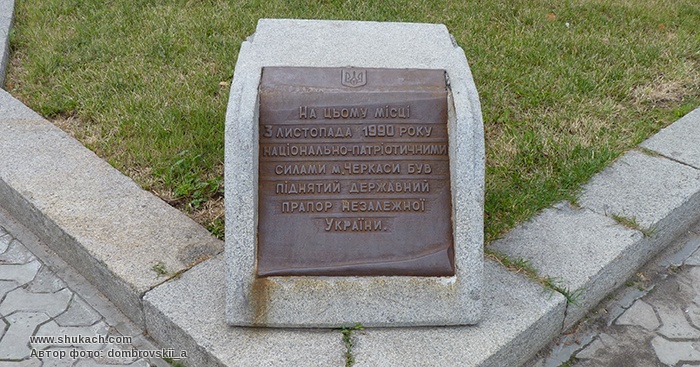 На цьому місці
3 листопада 1990 року
національно-патріотичними
силами м.Черкаси був
піднятий державний
прапор незалежної
України.
www.shukach.com
Автор фото: dombrovskii_a